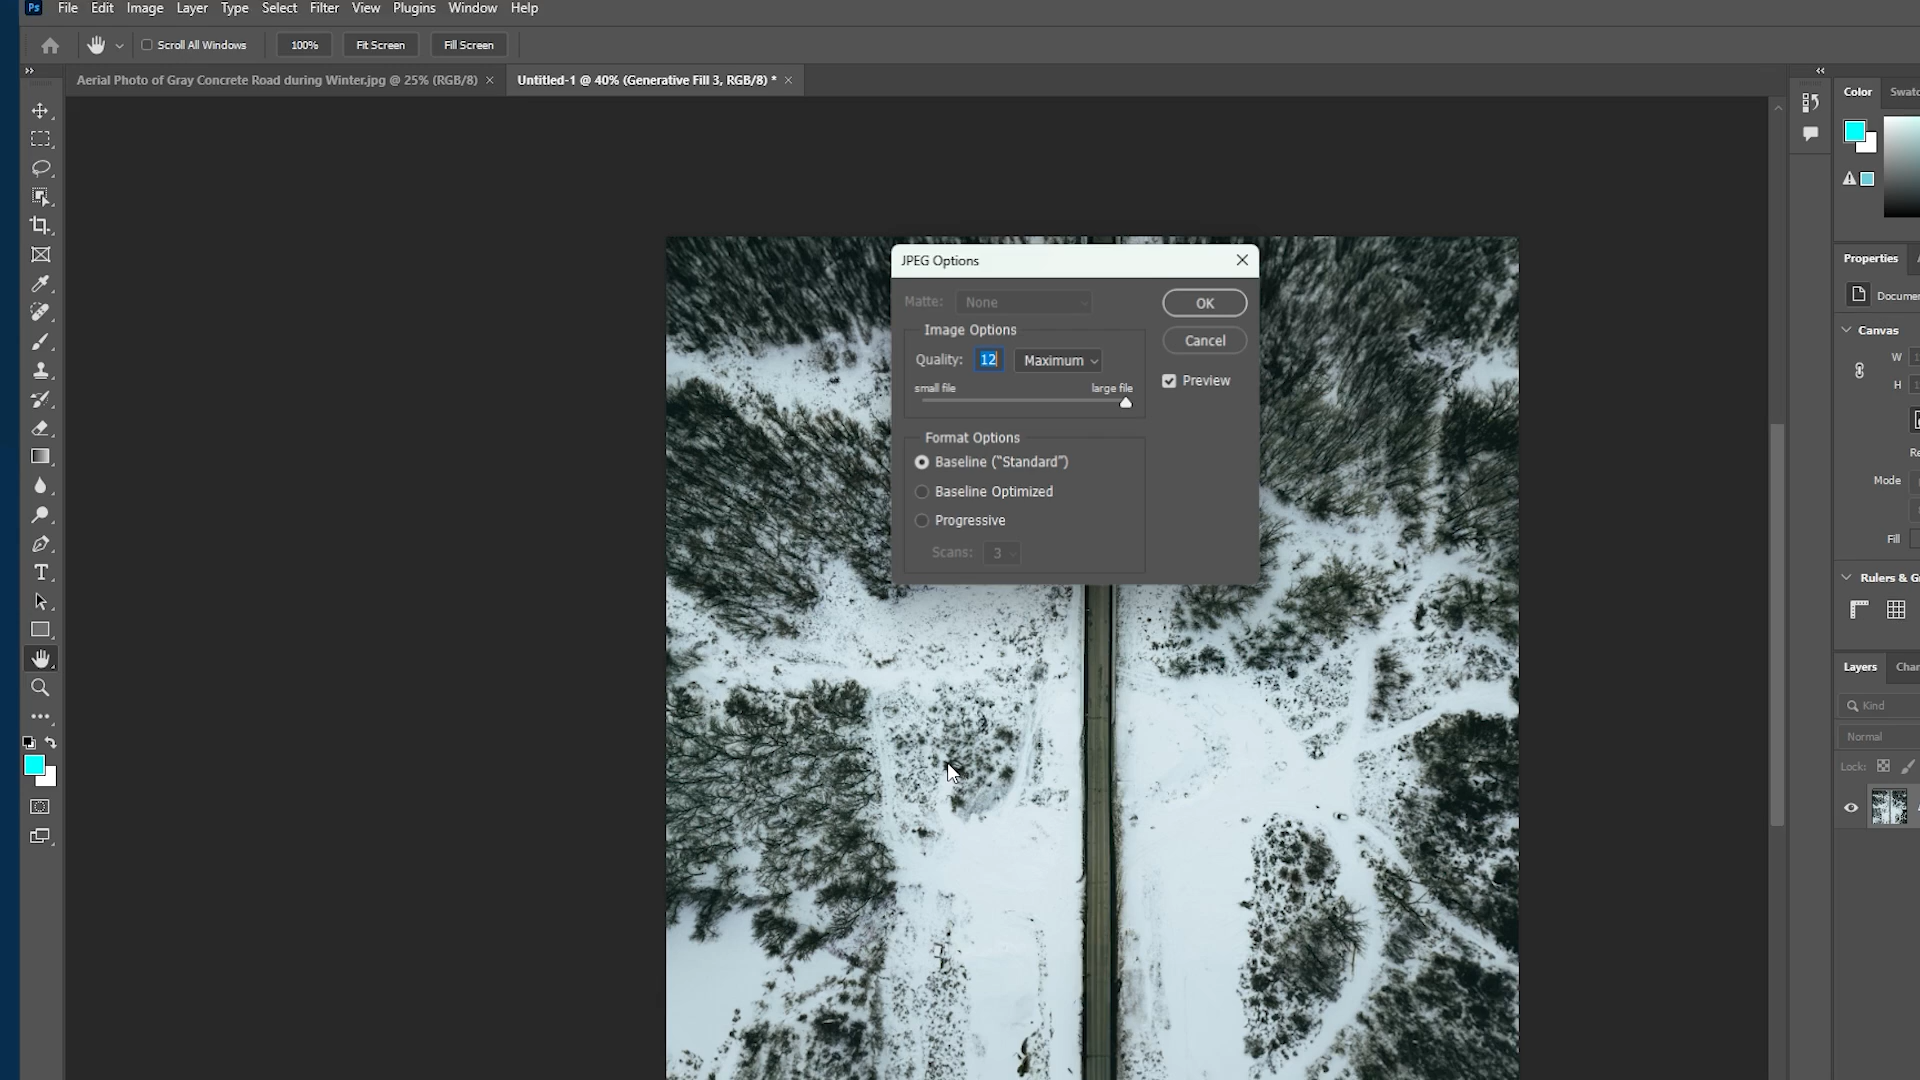 Ps File Edit Image Layer Type Select Filter View Plugins Window Help
Scroll All Windows 100% Fit Screen Fill Screen
Aerial Photo of Gray Concrete Road during Winter.jpg @ 25% (RGB/8) × Untitled-1 @ 40% (Generative Fill 3, RGB/8) * ×
Color Swatc
JPEG Options
Matte: None
OK
Image Options
Quality: 12 Maximum
Cancel
small file large file
Preview
Format Options
Baseline ("Standard")
Baseline Optimized
Progressive
Scans: 3
Properties
Docume
Canvas
W
H
Re
Mode
Fill
Rulers & G
Layers Char
Kind
Normal
Lock: